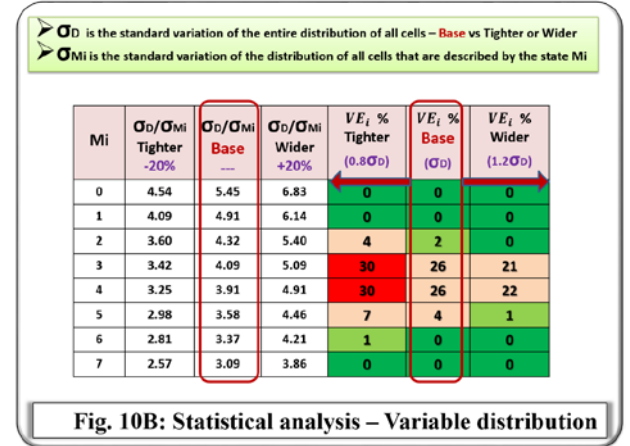 ➢ σD is the standard variation of the entire distribution of all cells – Base vs Tighter or Wider
➢ σMi is the standard variation of the distribution of all cells that are described by the state Mi
Mi σD/σMi Tighter -20% σD/σMi Base --- σD/σMi Wider +20% VEi % Tighter (0.8σD) VEi % Base (σD) VEi % Wider (1.2σD)
0 4.54 5.45 6.83 0 0 0
1 4.09 4.91 6.14 0 0 0
2 3.60 4.32 5.40 4 2 0
3 3.42 4.09 5.09 30 26 21
4 3.25 3.91 4.91 30 26 22
5 2.98 3.58 4.46 7 4 1
6 2.81 3.37 4.21 1 0 0
7 2.57 3.09 3.86 0 0 0
Fig. 10B: Statistical analysis – Variable distribution